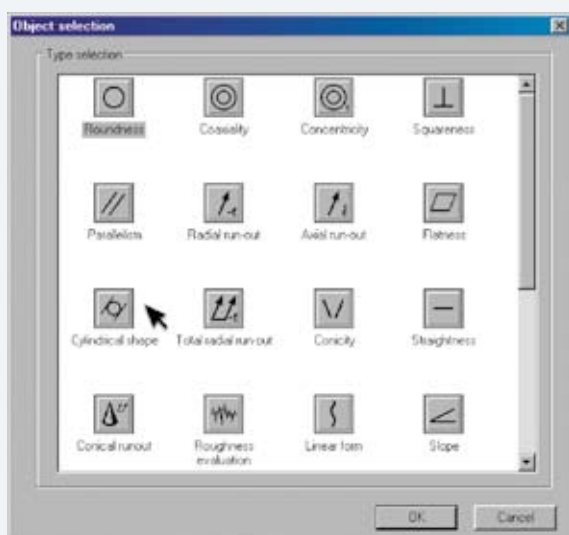 Object selection
Type selection
Roundness
Coaxiality
Concentricity
Squareness
Parallelism
Radial run-out
Axial run-out
Flatness
Cylindrical shape
Total radial run-out
Conicity
Straightness
Conical runout
Roughness
evaluation
Linear form
Slope
OK
Cancel